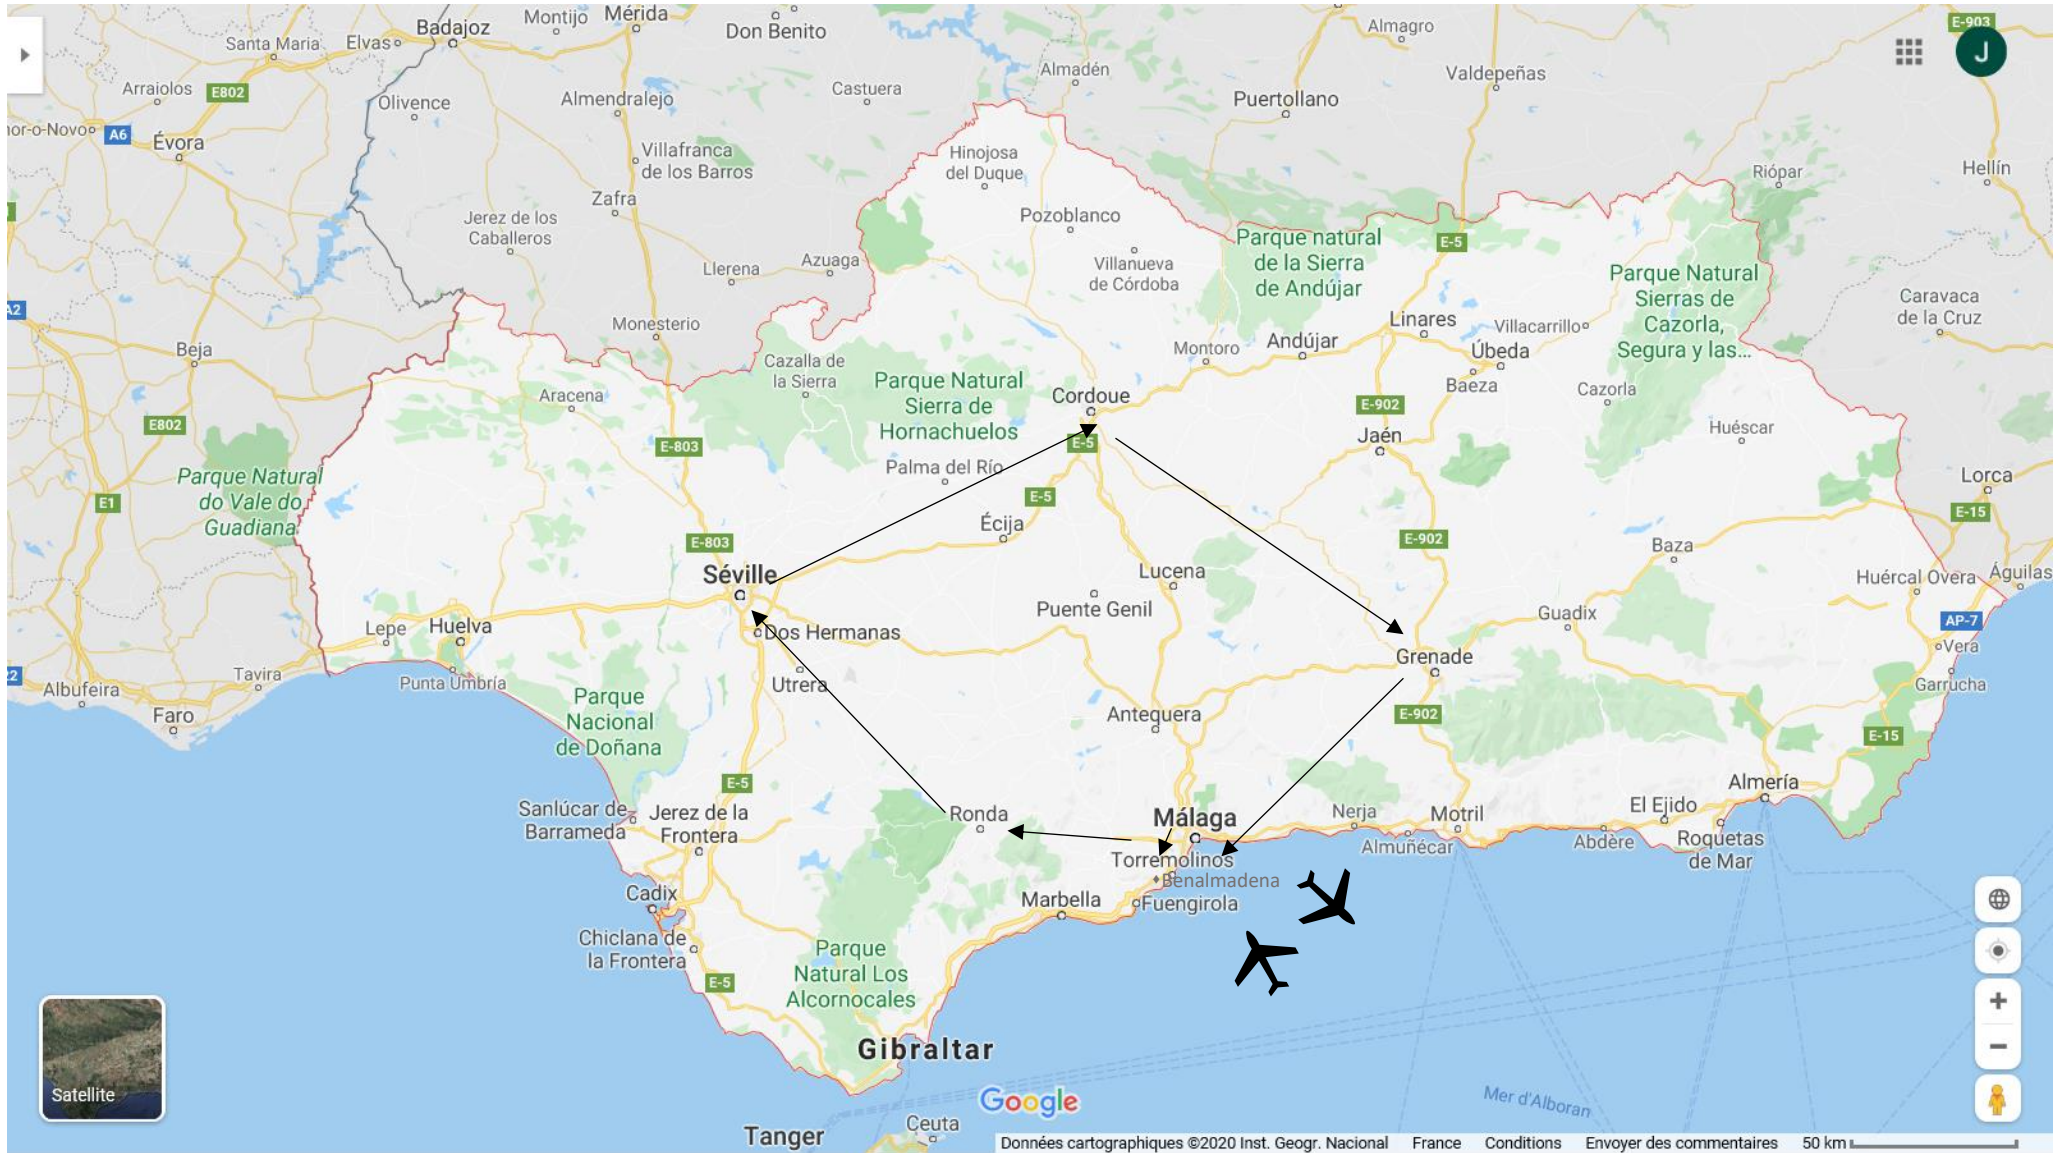 Badajoz
Montijo
Mérida
Don Benito
Almagro
E-903
J
Santa Maria
Elvas
Arraiolos
E802
Olivence
Almendralejo
Castuera
Almadén
Puertollano
Valdepeñas
nor-o-Novo
A6
Évora
Villafranca
de los Barros
Hinojosa
del Duque
Riópar
Hellín
Zafra
Jerez de los
Caballeros
Pozoblanco
Parque natural
de la Sierra
de Andújar
E-5
Llerena
Azuaga
Villanueva
de Córdoba
Parque Natural
Sierras de
Cazorla,
Segura y las...
Caravaca
de la Cruz
A2
Monesterio
Linares
Villacarrillo
Beja
Cazalla de
la Sierra
Montoro
Andújar
Úbeda
Baeza
Cazorla
Aracena
Parque Natural
Sierra de
Hornachuelos
Cordoue
E-902
Jaén
Huéscar
E802
E-803
E-5
Palma del Río
Parque Natural
do Vale do
Guadiana
E1
E-5
Écija
Lorca
E-15
E-803
E-902
Baza
Séville
Lucena
Puente Genil
Huércal Overa
Águilas
Guadix
AP-7
Lepe
Huelva
Dos Hermanas
Grenade
Vera
22
Albufeira
Tavira
Punta Umbría
Utrera
Garrucha
Faro
Parque
Nacional
de Doñana
Antequera
E-902
E-15
E-5
Almería
Sanlúcar de
Barrameda
Jerez de la
Frontera
Ronda
Málaga
Nerja
Motril
El Ejido
Almuñécar
Abdère
Roquetas
de Mar
Torremolinos
Benalmadena
Cadix
Marbella
Fuengirola
Chiclana de
la Frontera
Parque
Natural Los
Alcornocales
E-5
Gibraltar
Satellite
Google
Mer d'Alboran
Tanger
Ceuta
Données cartographiques ©2020 Inst. Geogr. Nacional France Conditions Envoyer des commentaires 50 km